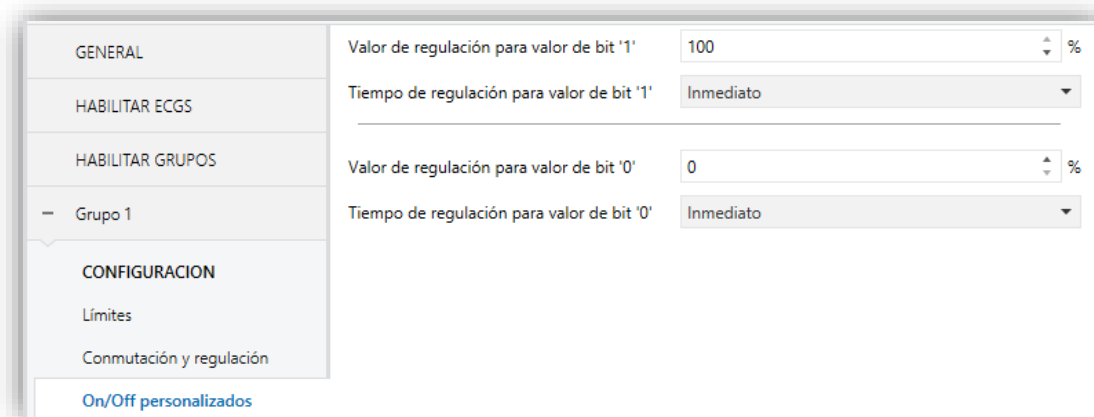 GENERAL
HABILITAR ECGS
HABILITAR GRUPOS
− Grupo 1
CONFIGURACION
Límites
Conmutación y regulación
On/Off personalizados
Valor de regulación para valor de bit '1' 100 %
Tiempo de regulación para valor de bit '1' Inmediato
Valor de regulación para valor de bit '0' 0 %
Tiempo de regulación para valor de bit '0' Inmediato